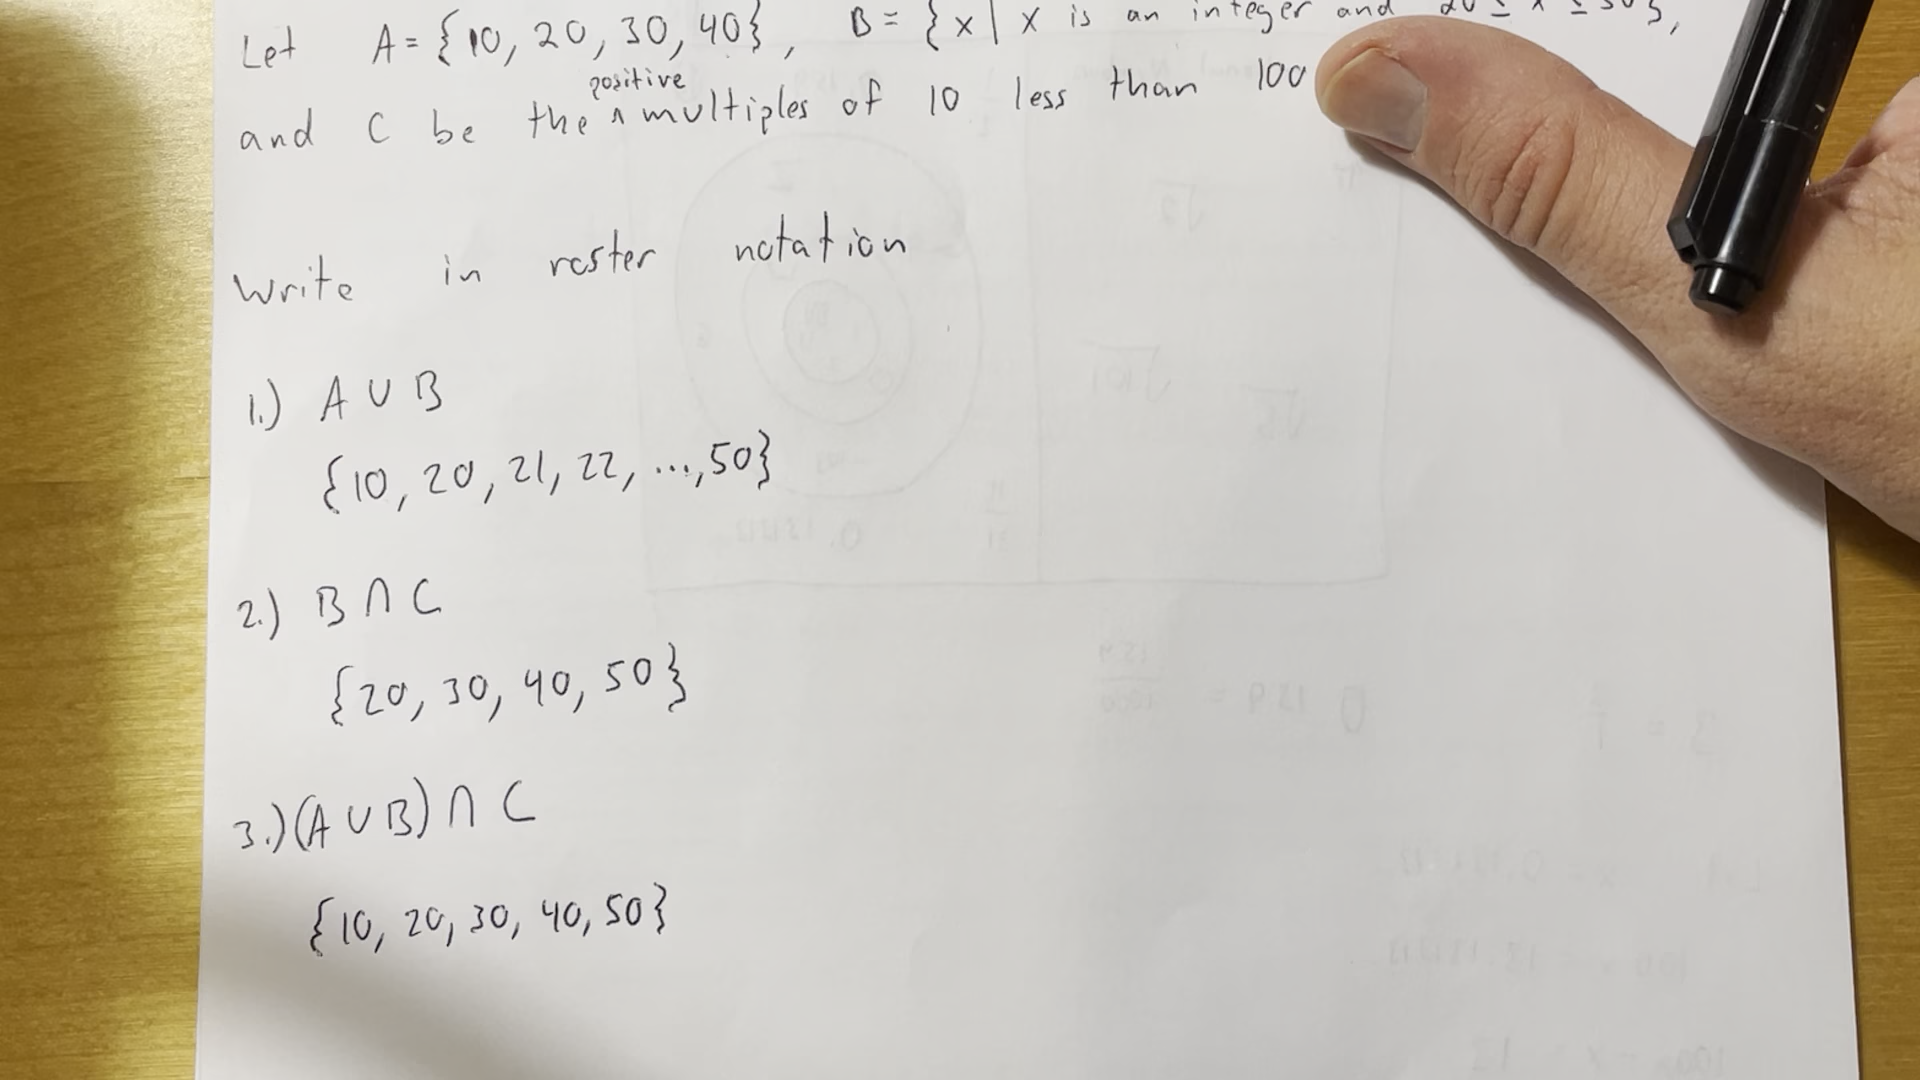 Let A = {10, 20, 30, 40}, B = {x | x is an integer and 20 ≤ x ≤ 50},
and C be the ^ positive multiples of 10 less than 100
Write in roster notation
1.) A ∪ B
{10, 20, 21, 22, ..., 50}
2.) B ∩ C
{20, 30, 40, 50}
3.) (A ∪ B) ∩ C
{10, 20, 30, 40, 50}